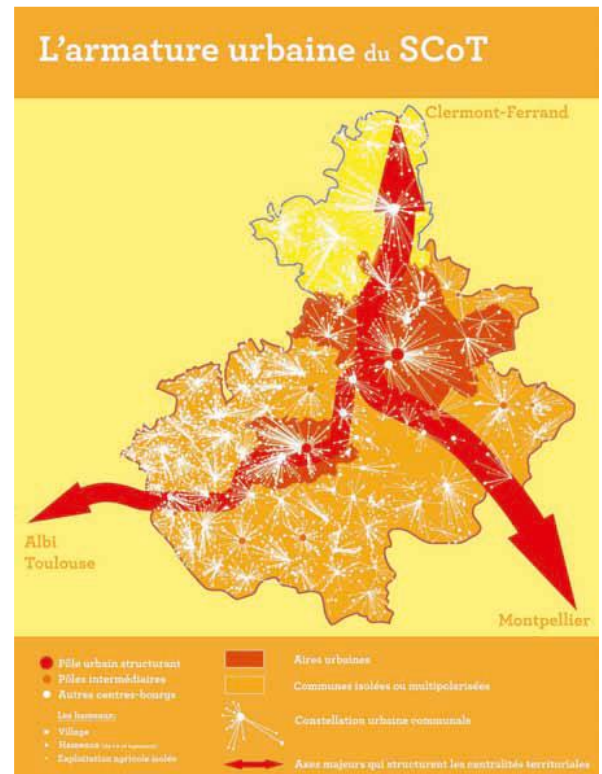 L'armature urbaine du SCoT
Clermont-Ferrand
Albi
Toulouse
Montpellier
Pôle urbain structurant
Pôles intermédiaires
Autres centres-bourgs
Les hameaux:
Village
Hameaux
Exploitation agricole isolée
Aires urbaines
Communes isolées ou multipolarisées
Constellation urbaine communale
Axes majeurs qui structurent les centralités territoriales